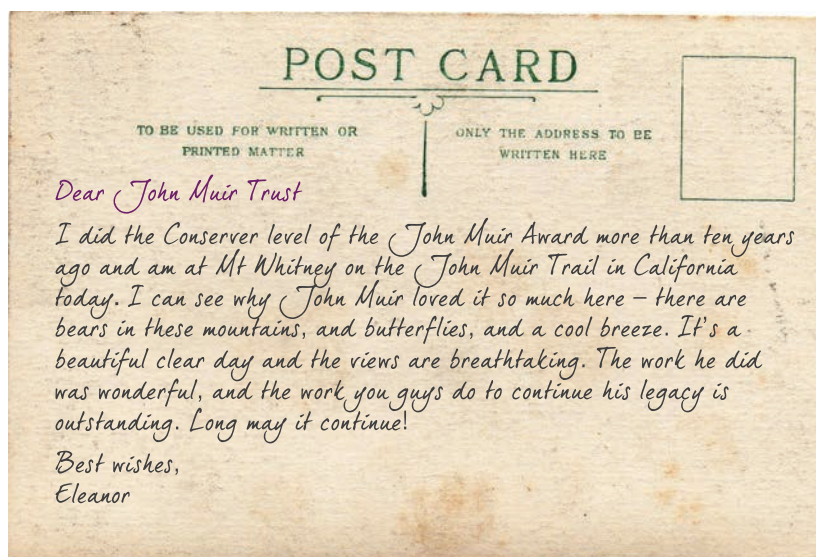 POST CARD
TO BE USED FOR WRITTEN OR
PRINTED MATTER
ONLY THE ADDRESS TO BE
WRITTEN HERE
Dear John Muir Trust
I did the Conserver level of the John Muir Award more than ten years
ago and am at Mt Whitney on the John Muir Trail in California
today. I can see why John Muir loved it so much here – there are
bears in these mountains, and butterflies, and a cool breeze. It's a
beautiful clear day and the views are breathtaking. The work he did
was wonderful, and the work you guys do to continue his legacy is
outstanding. Long may it continue!
Best wishes,
Eleanor